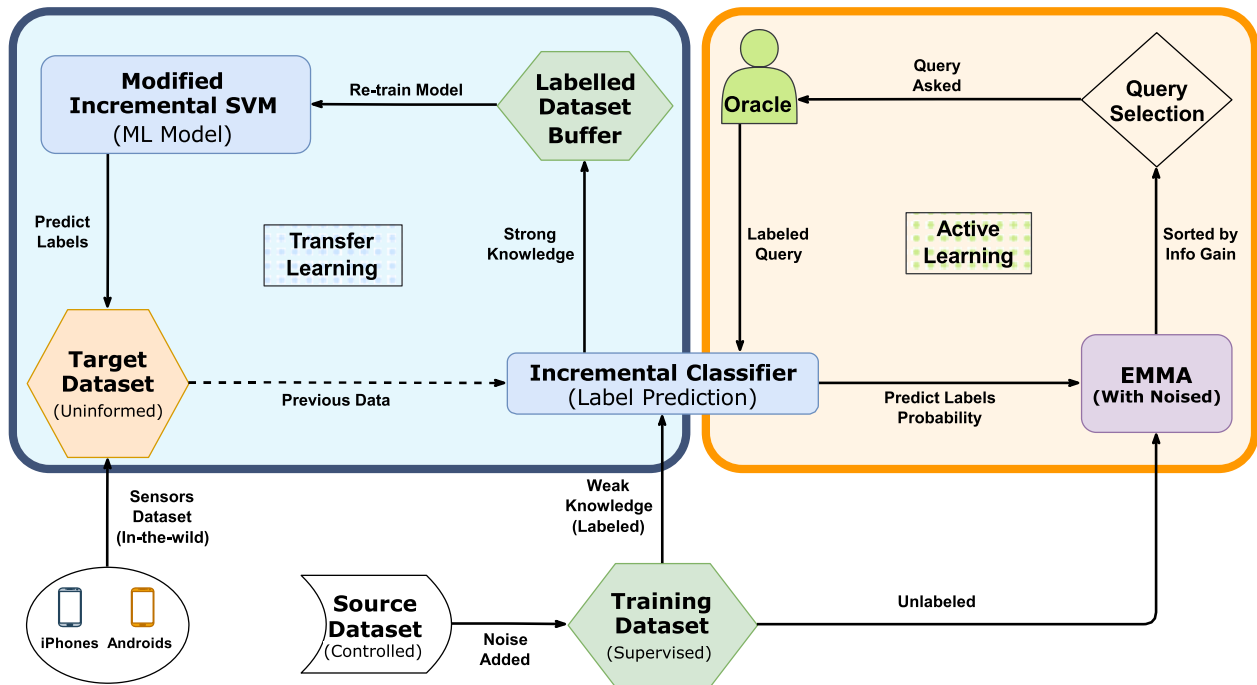 Modified
Incremental SVM
(ML Model)
Re-train Model
Labelled
Dataset
Buffer
Oracle
Query
Asked
Query
Selection
Predict
Labels
Transfer
Learning
Strong
Knowledge
Labeled
Query
Active
Learning
Sorted by
Info Gain
Target
Dataset
(Uninformed)
Previous Data
Incremental Classifier
(Label Prediction)
Predict Labels
Probability
EMMA
(With Noised)
Sensors
Dataset
(In-the-wild)
Weak
Knowledge
(Labeled)
iPhones
Androids
Source
Dataset
(Controlled)
Noise
Added
Training
Dataset
(Supervised)
Unlabeled